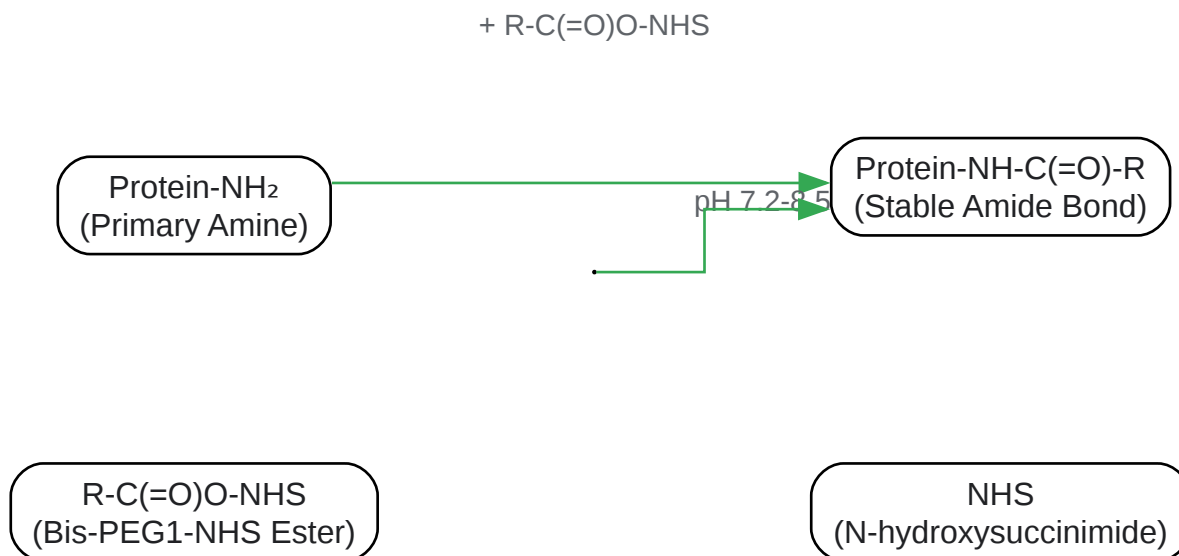 + R-C(=O)O-NHS
Protein-NH₂
(Primary Amine)
Protein-NH-C(=O)-R
(Stable Amide Bond)
pH 7.2-8.5
R-C(=O)O-NHS
(Bis-PEG1-NHS Ester)
NHS
(N-hydroxysuccinimide)